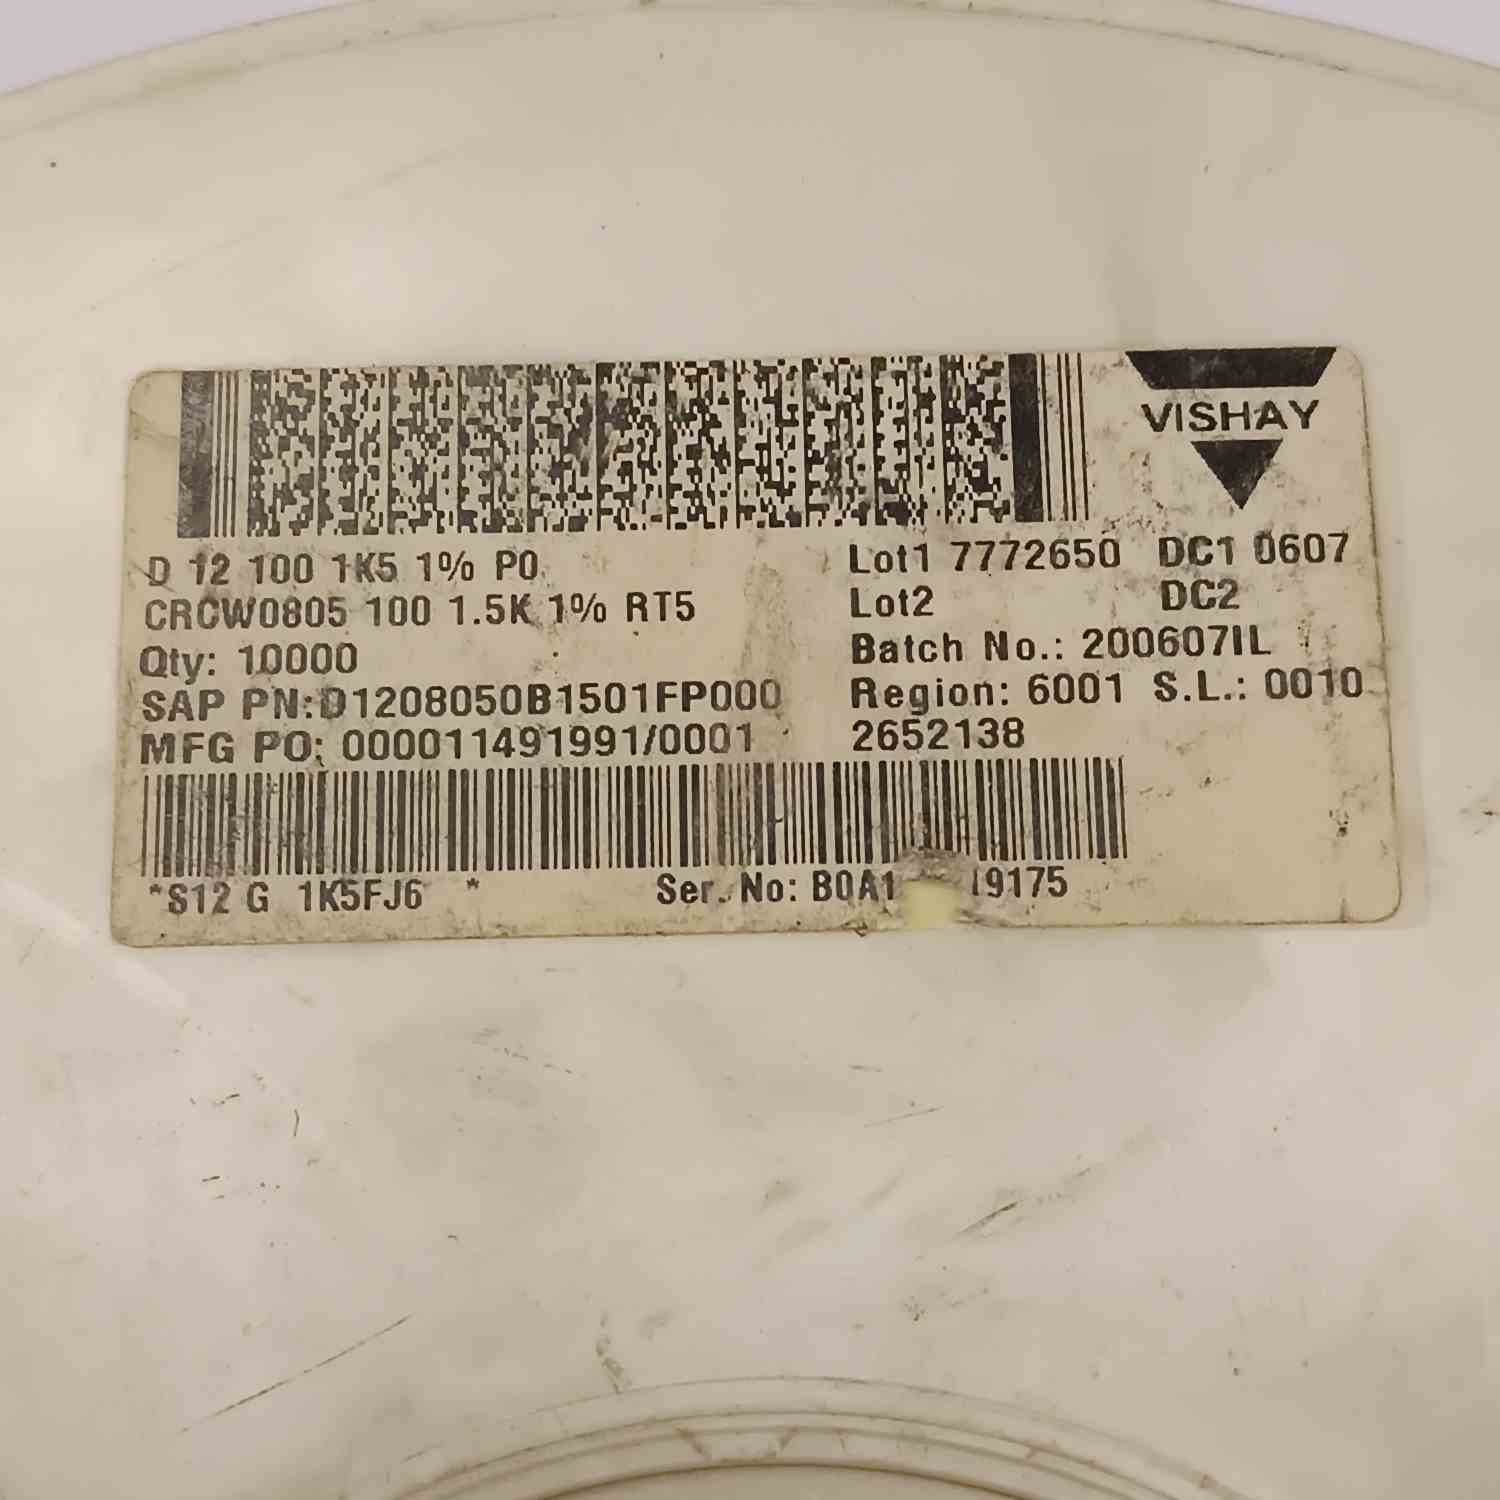 VISHAY
D 12 100 1K5 1% P0
CRCW0805 100 1.5K 1% RT5
Qty: 10000
SAP PN:D1208050B1501FP000
MFG PO: 000011491991/0001
Lot1 7772650 DC1 0607
Lot2 DC2
Batch No.: 200607IL
Region: 6001 S.L.: 0010
2652138
*S12 G 1K5FJ6 *
Ser. No: B0A1 19175